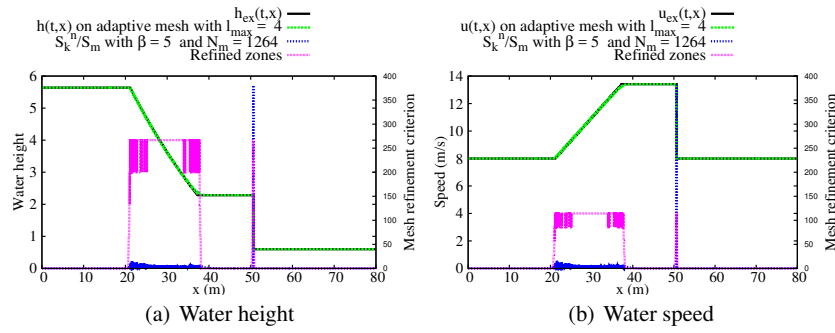 h_ex(t,x)
h(t,x) on adaptive mesh with l_max = 4
S_k^n/S_m with β = 5 and N_m = 1264
Refined zones
6
5
4
3
2
1
0
Water height
400
350
300
250
200
150
100
50
0
Mesh refinement criterion
0 10 20 30 40 50 60 70 80
x (m)
(a) Water height
u_ex(t,x)
u(t,x) on adaptive mesh with l_max = 4
S_k^n/S_m with β = 5 and N_m = 1264
Refined zones
14
12
10
8
6
4
2
0
Speed (m/s)
400
350
300
250
200
150
100
50
0
Mesh refinement criterion
0 10 20 30 40 50 60 70 80
x (m)
(b) Water speed